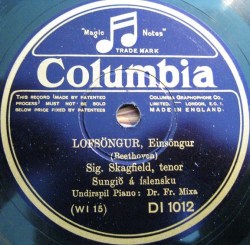 "Magic Notes"
TRADE MARK
Columbia
THIS RECORD (IF MADE BY PATENTED
PROCESS) MUST NOT BE SOLD
BELOW PRICE FIXED BY PATENTEES
COLUMBIA GRAPHOPHONE CO.
LIMITED. — LONDON, E.C.1
MADE IN ENGLAND.
LOFSÖNGUR, Einsöngur
(Beethoven)
Sig. Skagfield, tenor
Sungið á íslensku
Undirspil Piano: Dr. Fr. Mixa
(WI 15)
DI 1012